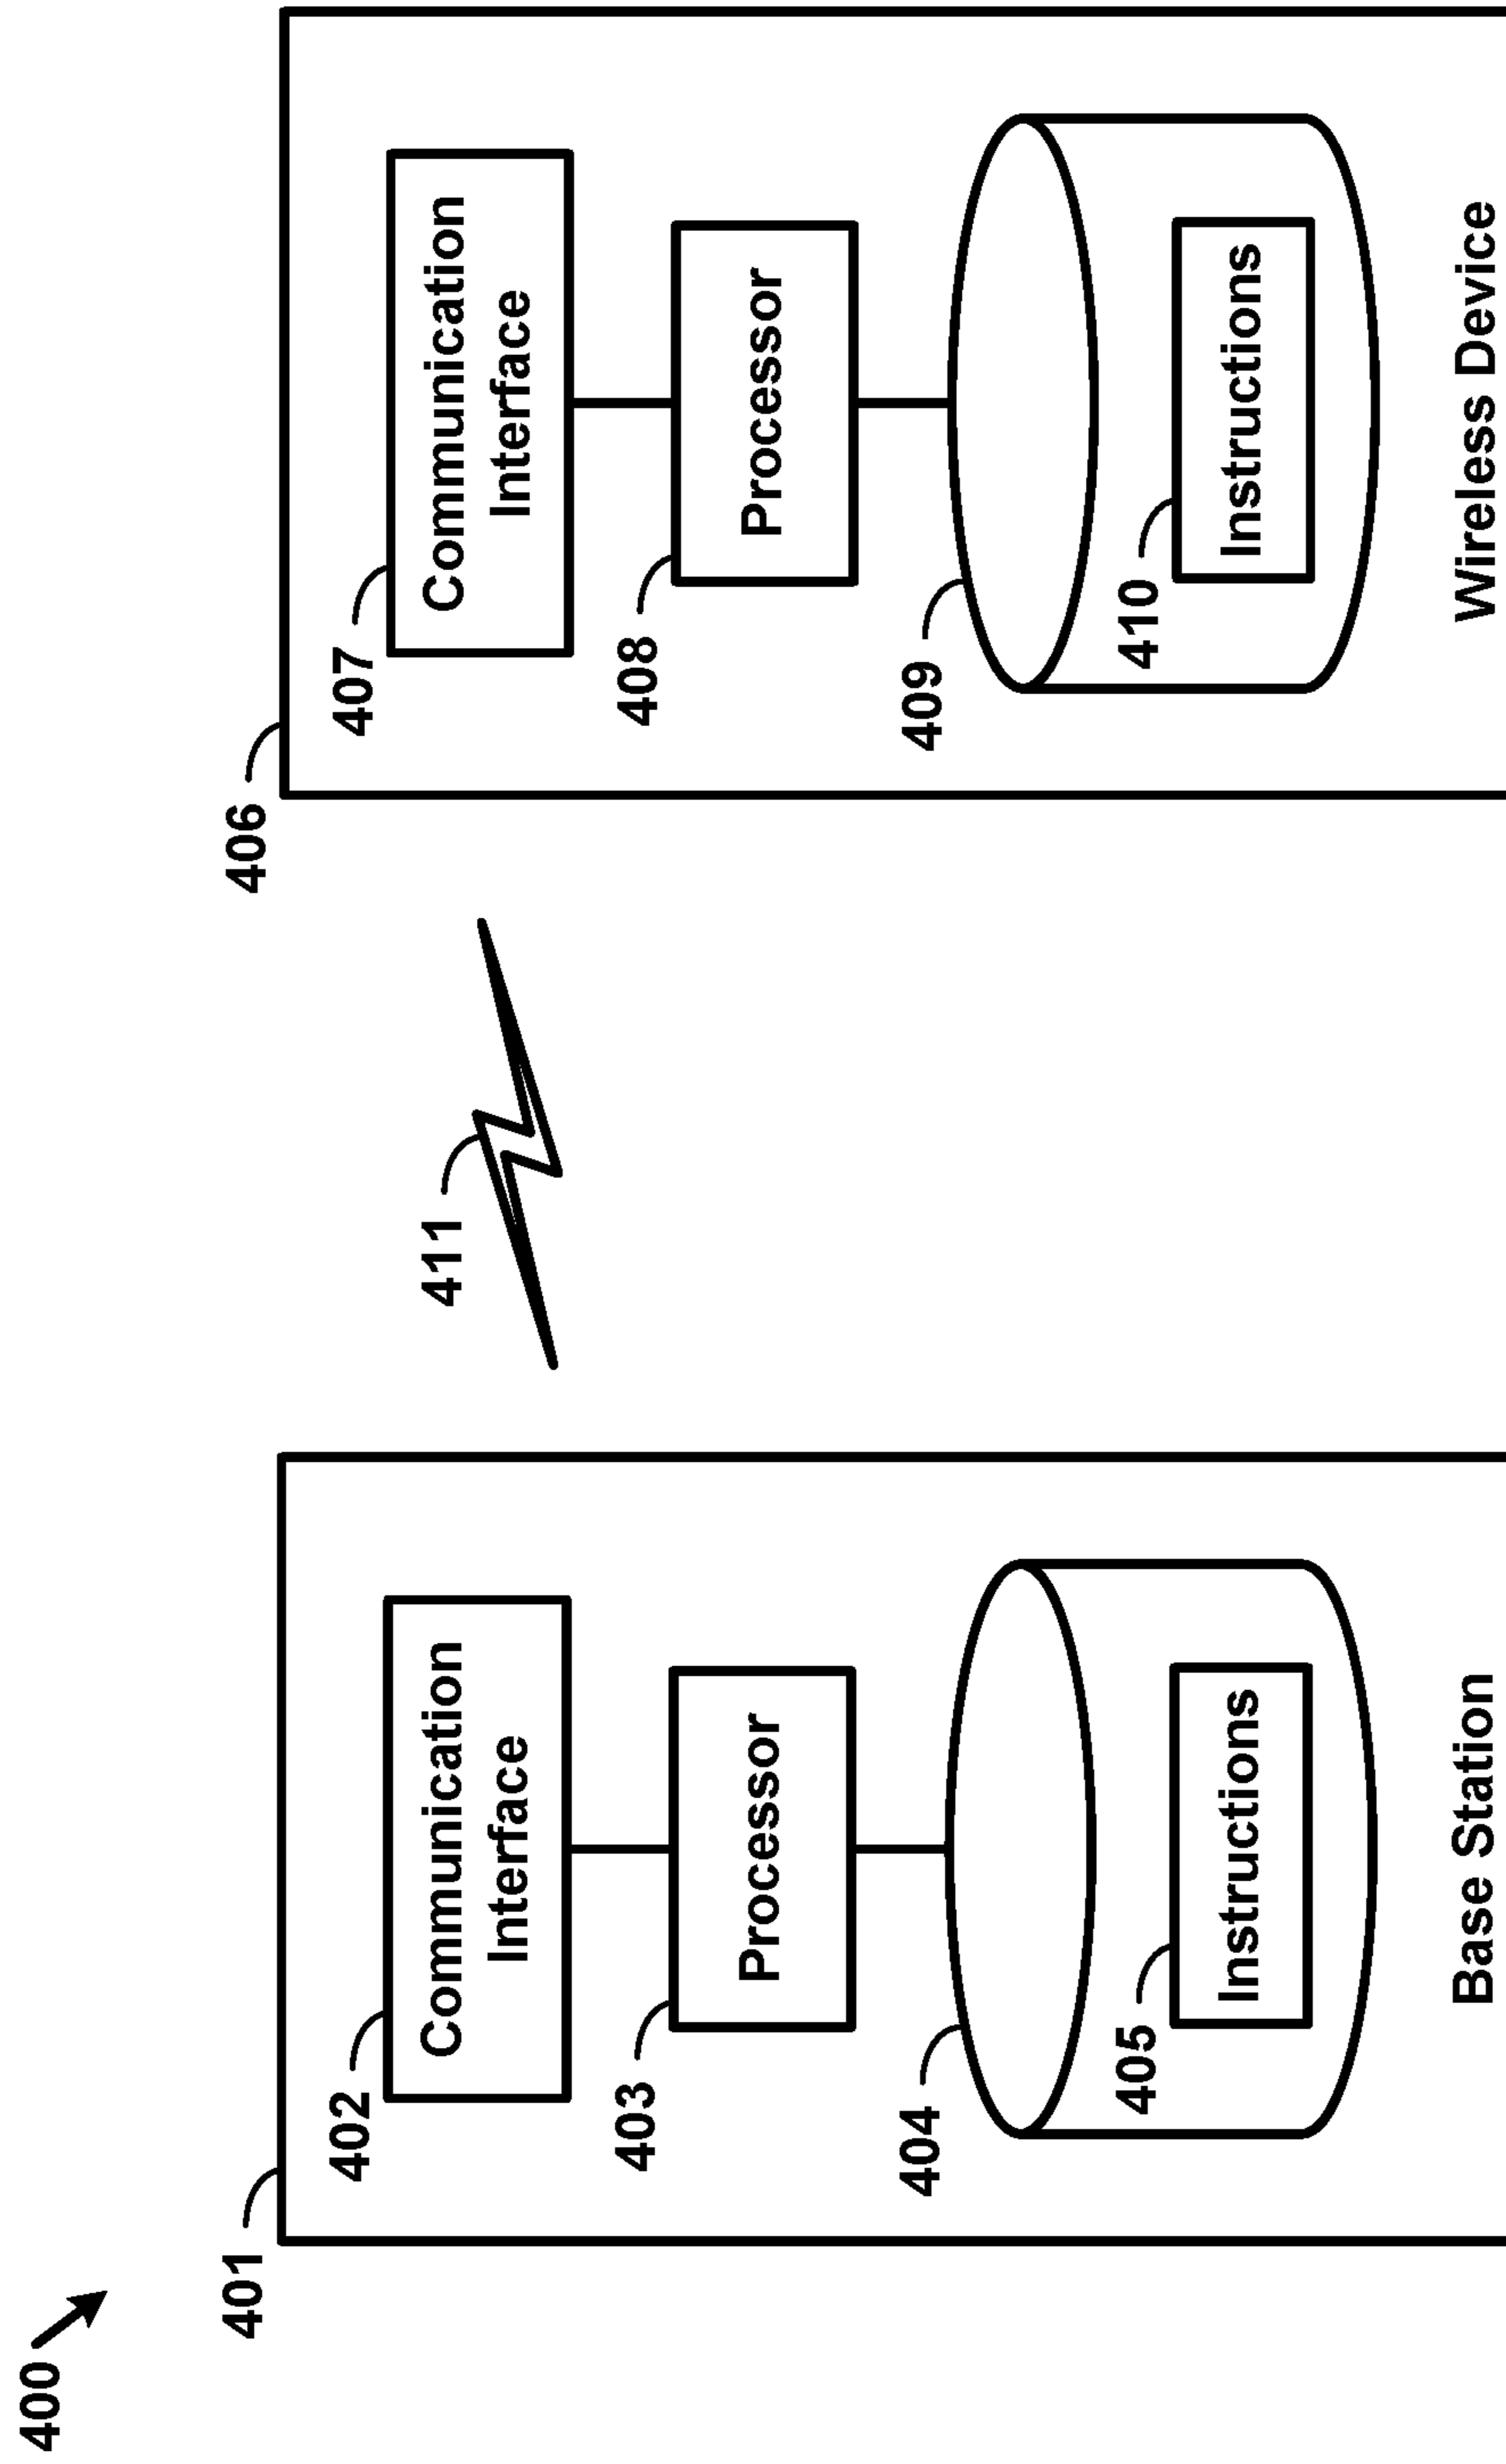 400
401
402
Communication
Interface
403
Processor
404
405
Instructions
Base Station
411
406
407
Communication
Interface
408
Processor
409
410
Instructions
Wireless Device